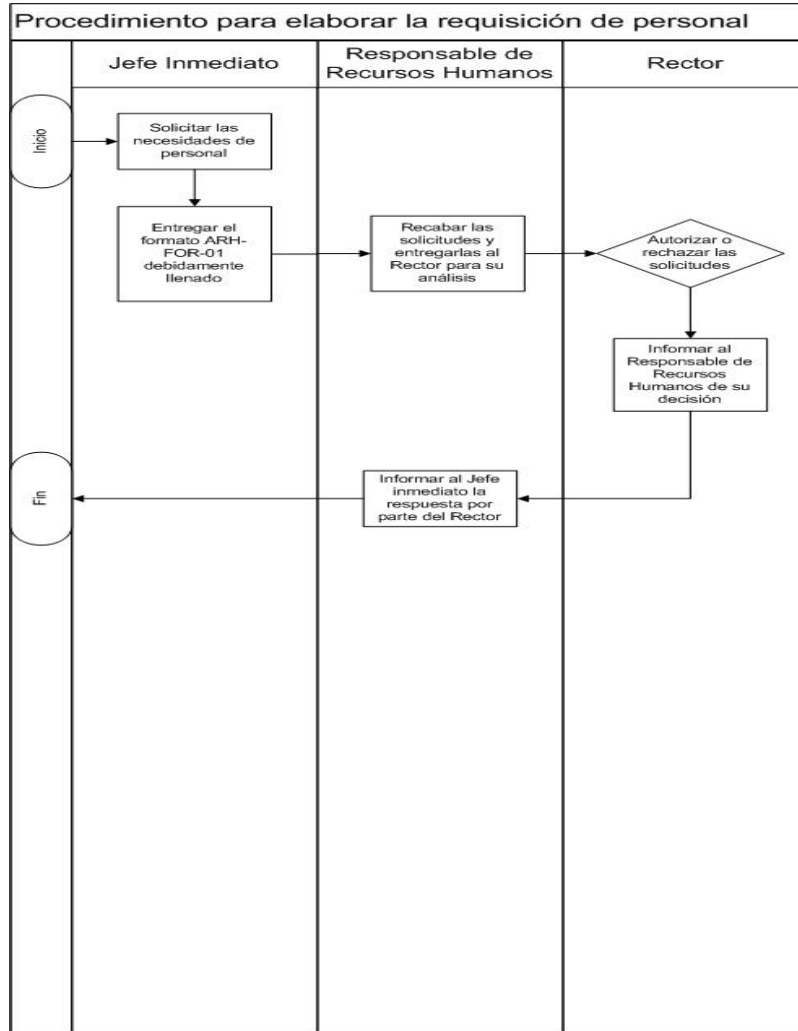 Procedimiento para elaborar la requisición de personal
Jefe Inmediato
Responsable de
Recursos Humanos
Rector
Inicio
Solicitar las
necesidades de
personal
Entregar el
formato ARH-
FOR-01
debidamente
llenado
Recabar las
solicitudes y
entregarlas al
Rector para su
análisis
Autorizar o
rechazar las
solicitudes
Informar al
Responsable de
Recursos
Humanos de su
decisión
Informar al Jefe
inmediato la
respuesta por
parte del Rector
Fin